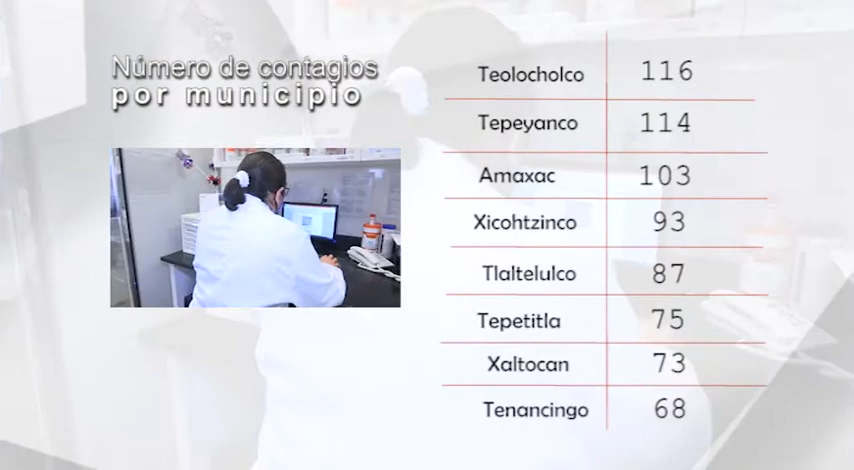 Número de contagios
por municipio
Teolocholco 116
Tepeyanco 114
Amaxac 103
Xicohtzinco 93
Tlaltelulco 87
Tepetitla 75
Xaltocan 73
Tenancingo 68